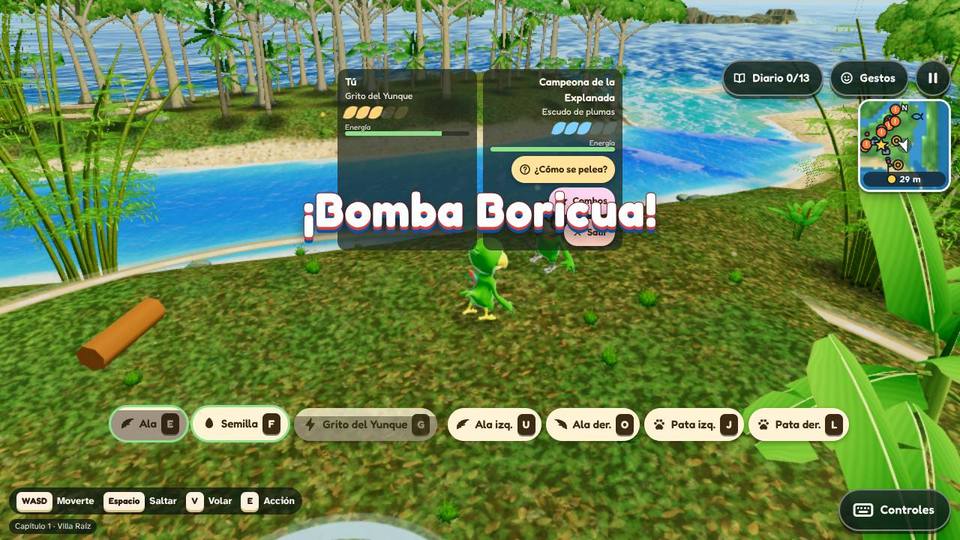 Tú
Grito del Yunque
Energía
Campeona de la
Explanada
Escudo de plumas
Energía
¿Cómo se pelea?
Combos
Salir
¡Bomba Boricua!
Diario 0/13
Gestos
N
29 m
Ala E
Semilla F
Grito del Yunque G
Ala izq. U
Ala der. O
Pata izq. J
Pata der. L
WASD Moverte Espacio Saltar V Volar E Acción
Capítulo 1 · Villa Raíz
Controles